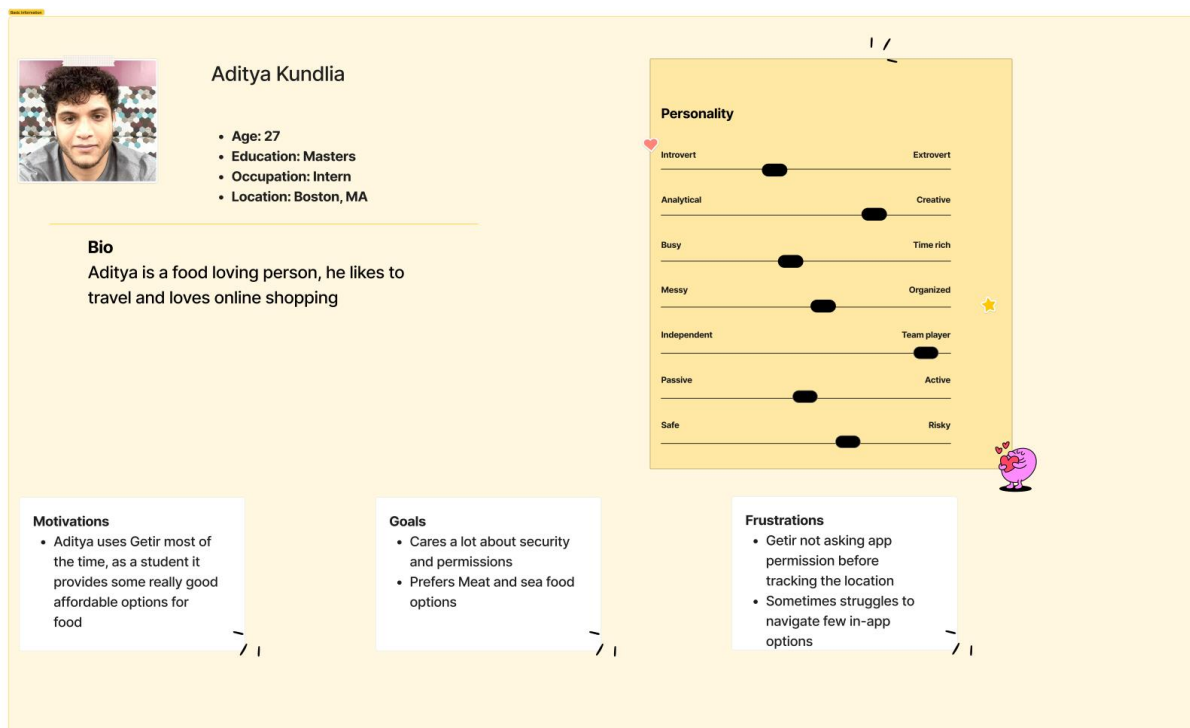 Basic information
Aditya Kundlia
• Age: 27
• Education: Masters
• Occupation: Intern
• Location: Boston, MA
Bio
Aditya is a food loving person, he likes to
travel and loves online shopping
Personality
Introvert Extrovert
Analytical Creative
Busy Time rich
Messy Organized
Independent Team player
Passive Active
Safe Risky
Motivations
• Aditya uses Getir most of
the time, as a student it
provides some really good
affordable options for
food
Goals
• Cares a lot about security
and permissions
• Prefers Meat and sea food
options
Frustrations
• Getir not asking app
permission before
tracking the location
• Sometimes struggles to
navigate few in-app
options